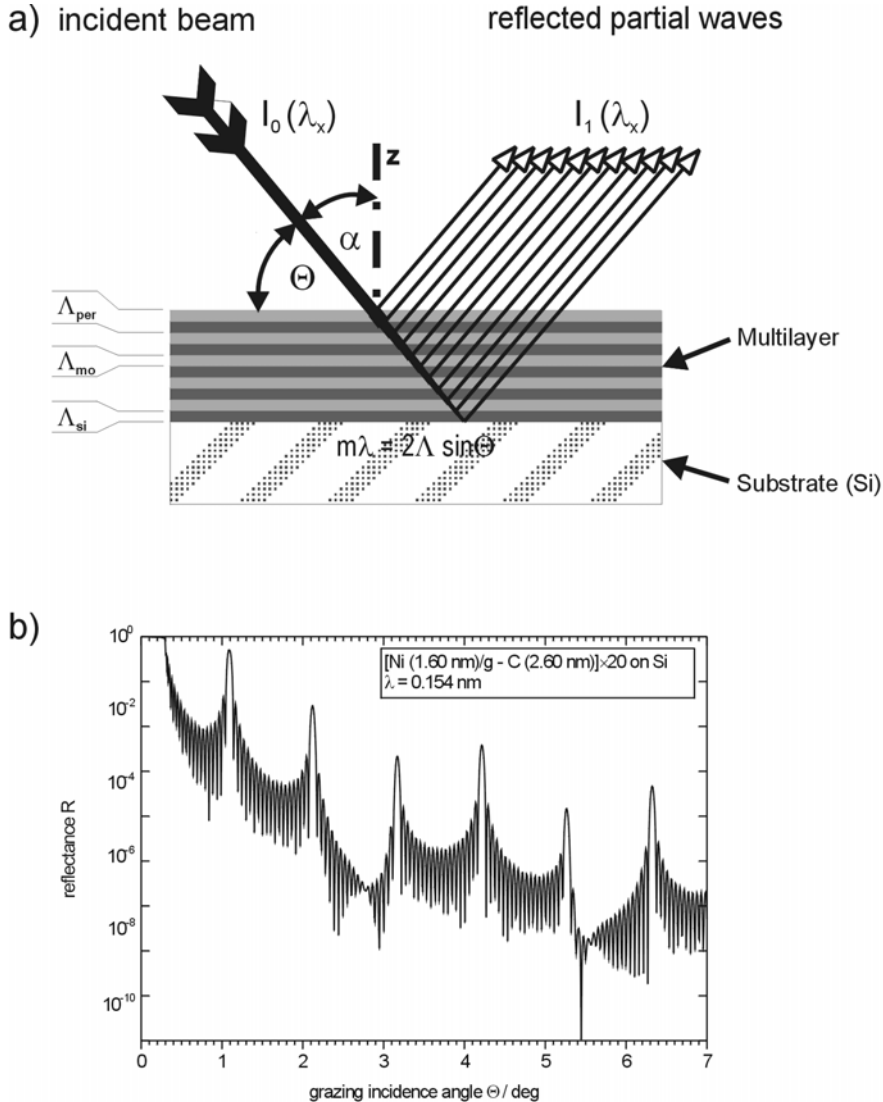 a) incident beam
reflected partial waves
I₀ (λₓ)
I₁ (λₓ)
z
α
Θ
Λper
Λmo
Λsi
Multilayer
mλ = 2Λ sinΘ
Substrate (Si)
b)
10⁰
10⁻²
10⁻⁴
10⁻⁶
10⁻⁸
10⁻¹⁰
reflectance R
[Ni (1.60 nm)/g - C (2.60 nm)]×20 on Si
λ = 0.154 nm
0 1 2 3 4 5 6 7
grazing incidence angle Θ / deg